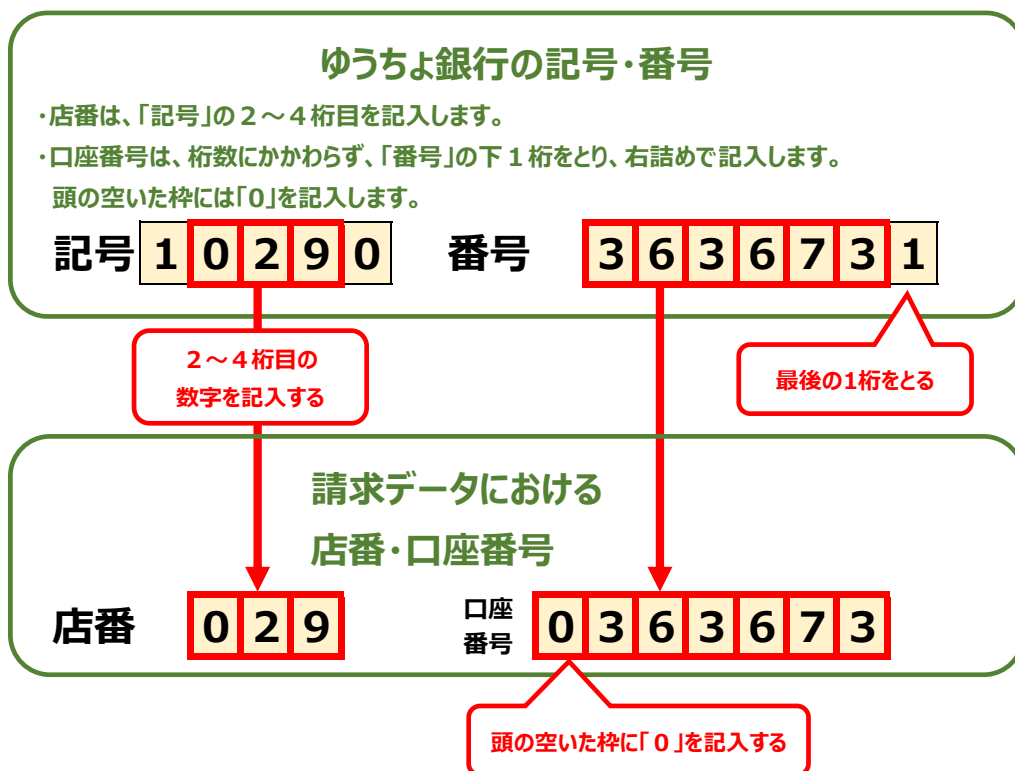 ゆうちょ銀行の記号・番号
・店番は、「記号」の２～４桁目を記入します。
・口座番号は、桁数にかかわらず、「番号」の下１桁をとり、右詰めで記入します。
頭の空いた枠には「0」を記入します。
記号 1 0 2 9 0 番号 3 6 3 6 7 3 1
２～４桁目の
数字を記入する
最後の1桁をとる
請求データにおける
店番・口座番号
店番 0 2 9 口座
番号 0 3 6 3 6 7 3
頭の空いた枠に「０」を記入する